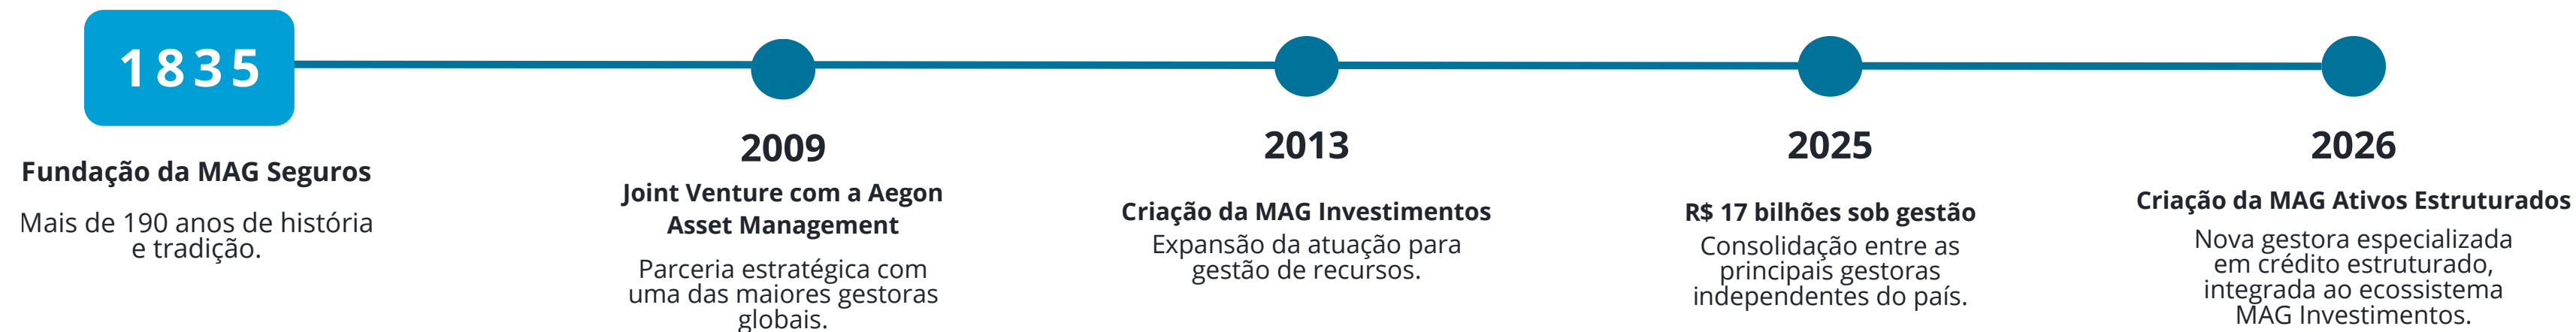 1835
Fundação da MAG Seguros
Mais de 190 anos de história
e tradição.
2009
Joint Venture com a Aegon
Asset Management
Parceria estratégica com
uma das maiores gestoras
globais.
2013
Criação da MAG Investimentos
Expansão da atuação para
gestão de recursos.
2025
R$ 17 bilhões sob gestão
Consolidação entre as
principais gestoras
independentes do país.
2026
Criação da MAG Ativos Estruturados
Nova gestora especializada
em crédito estruturado,
integrada ao ecossistema
MAG Investimentos.